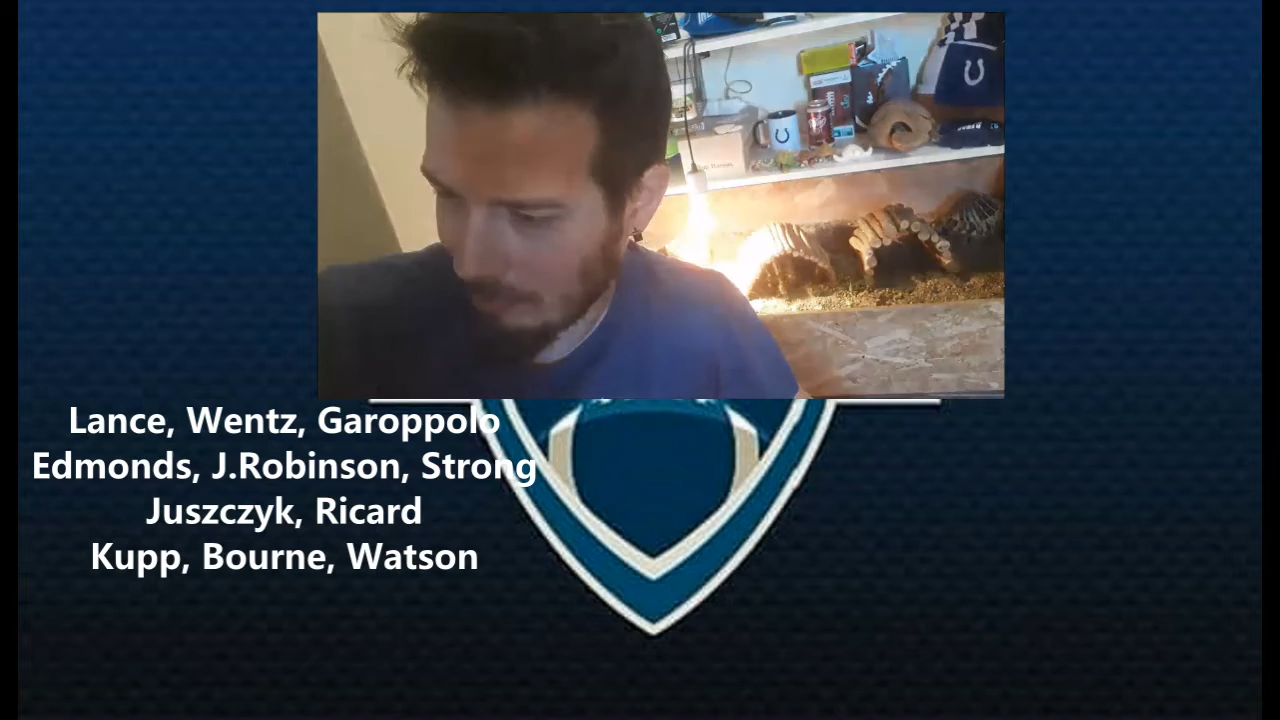 Lance, Wentz, Garoppolo
Edmonds, J.Robinson, Strong
Juszczyk, Ricard
Kupp, Bourne, Watson